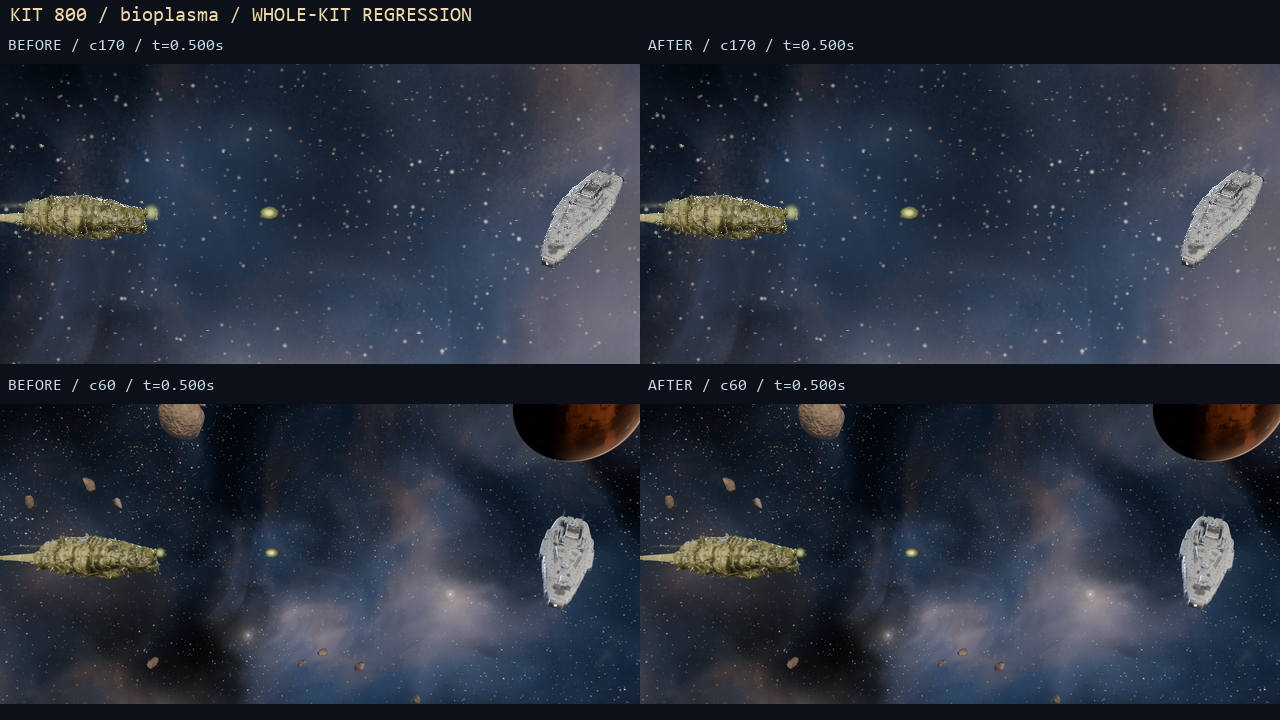 KIT 800 / bioplasma / WHOLE-KIT REGRESSION
BEFORE / c170 / t=0.500s
AFTER / c170 / t=0.500s
BEFORE / c60 / t=0.500s
AFTER / c60 / t=0.500s